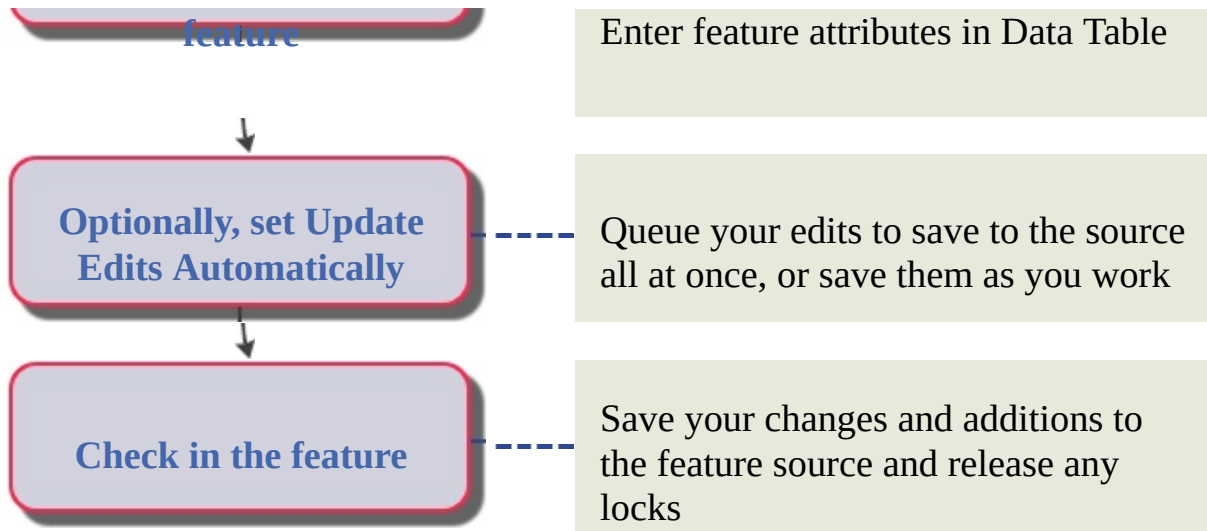 feature
Enter feature attributes in Data Table
Optionally, set Update
Edits Automatically
Queue your edits to save to the source
all at once, or save them as you work
Check in the feature
Save your changes and additions to
the feature source and release any
locks